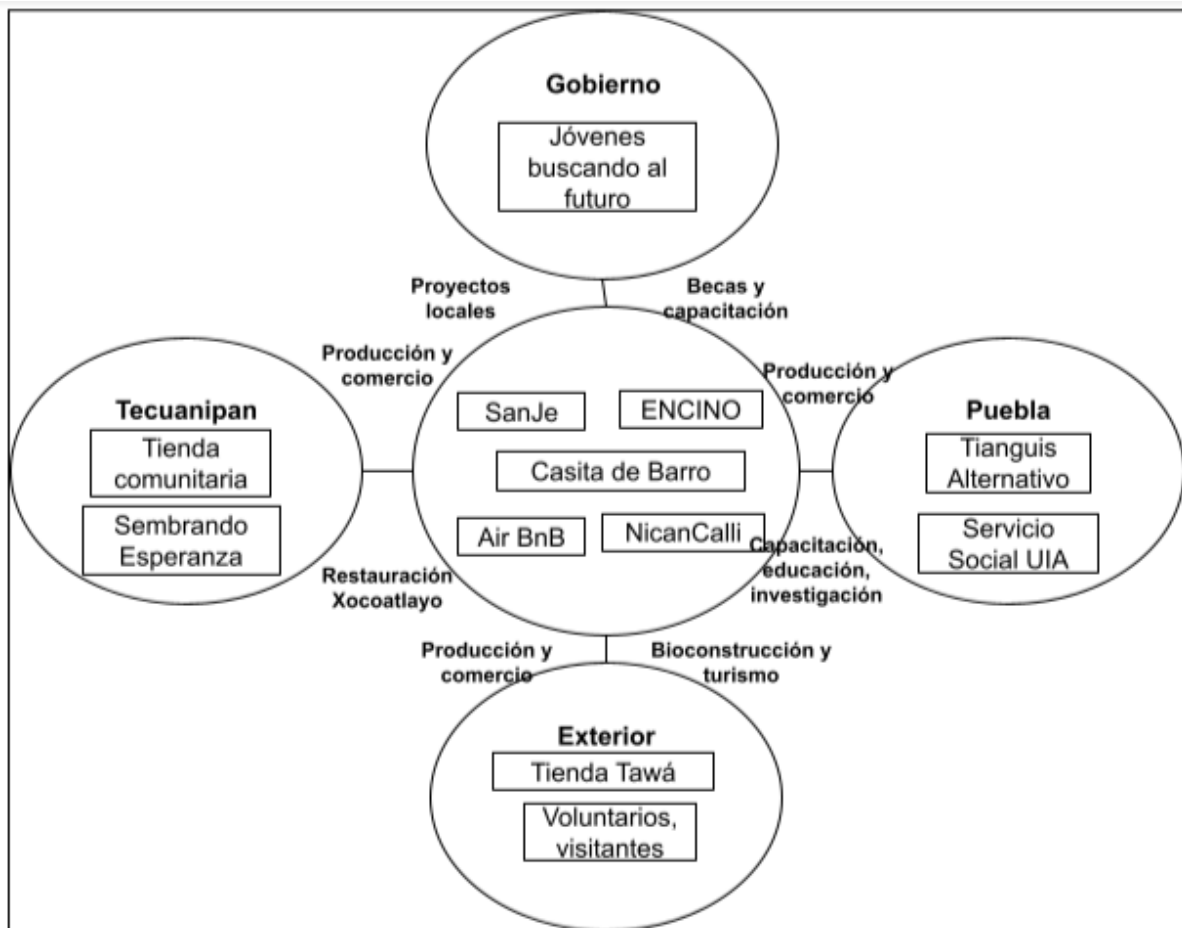 Gobierno
Jóvenes
buscando al
futuro
Proyectos
locales
Becas y
capacitación
Producción y
comercio
Producción y
comercio
Tecuanipan
Tienda
comunitaria
Sembrando
Esperanza
SanJe
ENCINO
Casita de Barro
Air BnB
NicanCalli
Puebla
Tianguis
Alternativo
Servicio
Social UIA
Restauración
Xocoatlayo
Capacitación,
educación,
investigación
Producción y
comercio
Bioconstrucción y
turismo
Exterior
Tienda Tawá
Voluntarios,
visitantes